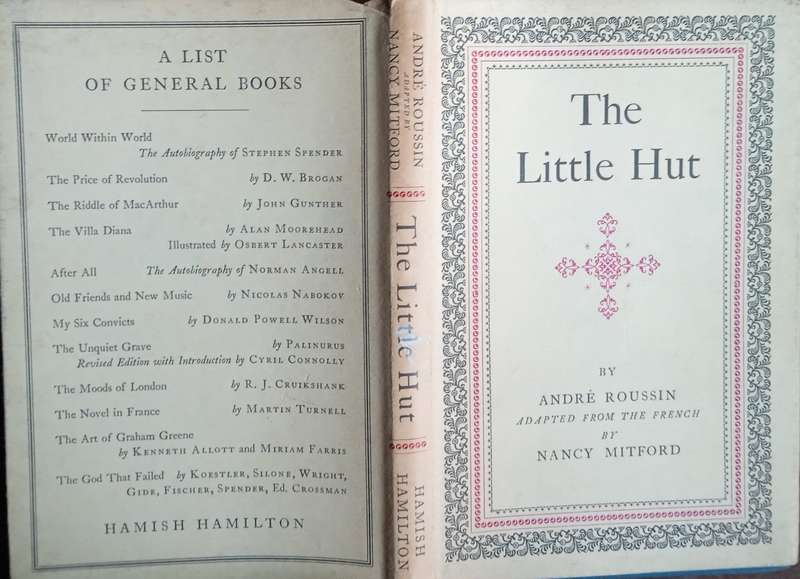 A LIST
OF GENERAL BOOKS
World Within World
The Autobiography of STEPHEN SPENDER
The Price of Revolution by D. W. BROGAN
The Riddle of MacArthur by JOHN GUNTHER
The Villa Diana by ALAN MOOREHEAD
Illustrated by OSBERT LANCASTER
After All The Autobiography of NORMAN ANGELL
Old Friends and New Music by NICOLAS NABOKOV
My Six Convicts by DONALD POWELL WILSON
The Unquiet Grave by PALINURUS
Revised Edition with Introduction by CYRIL CONNOLLY
The Moods of London by R. J. CRUIKSHANK
The Novel in France by MARTIN TURNELL
The Art of Graham Greene
by KENNETH ALLOTT and MIRIAM FARRIS
The God That Failed by KOESTLER, SILONE, WRIGHT,
GIDE, FISCHER, SPENDER, Ed. CROSSMAN
HAMISH HAMILTON
ANDRÉ ROUSSIN
ADAPTED BY
NANCY MITFORD
The Little Hut
HAMISH
HAMILTON
The
Little Hut
BY
ANDRÉ ROUSSIN
ADAPTED FROM THE FRENCH
BY
NANCY MITFORD